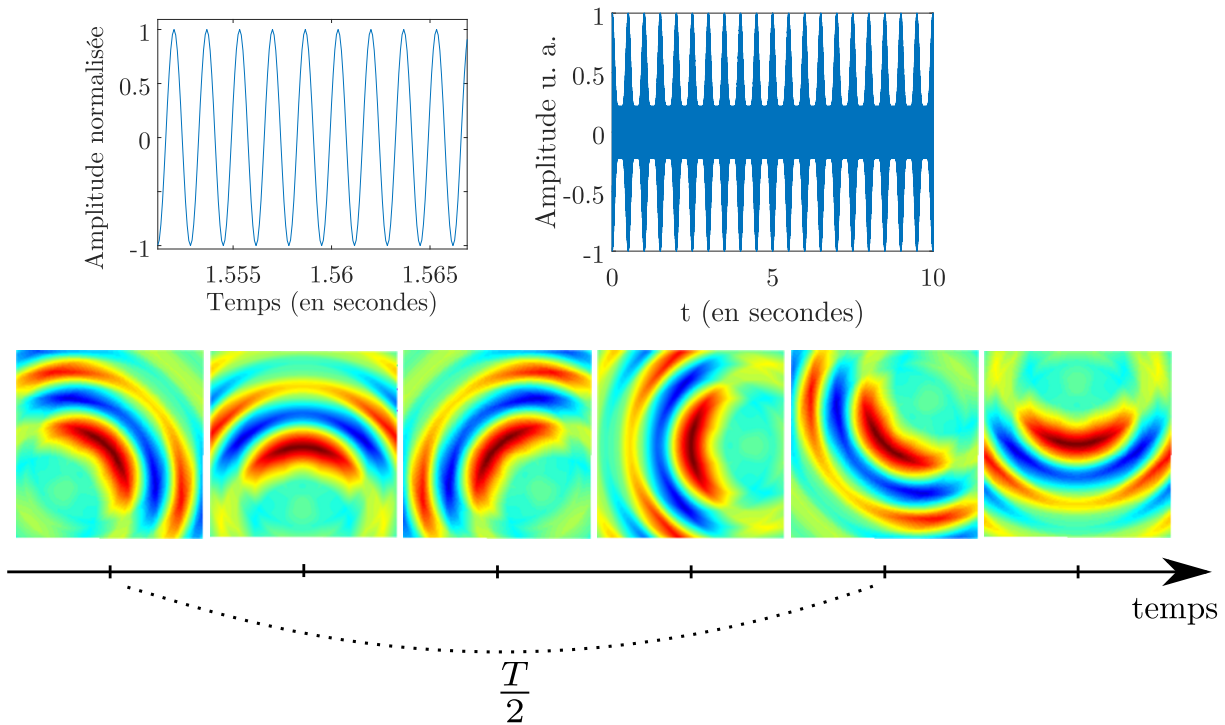 Amplitude normalisée
1
0.5
0
-1
1.555 1.56 1.565
Temps (en secondes)
Amplitude u. a.
1
0.5
0
-0.5
-1
0 5 10
t (en secondes)
temps
T
2